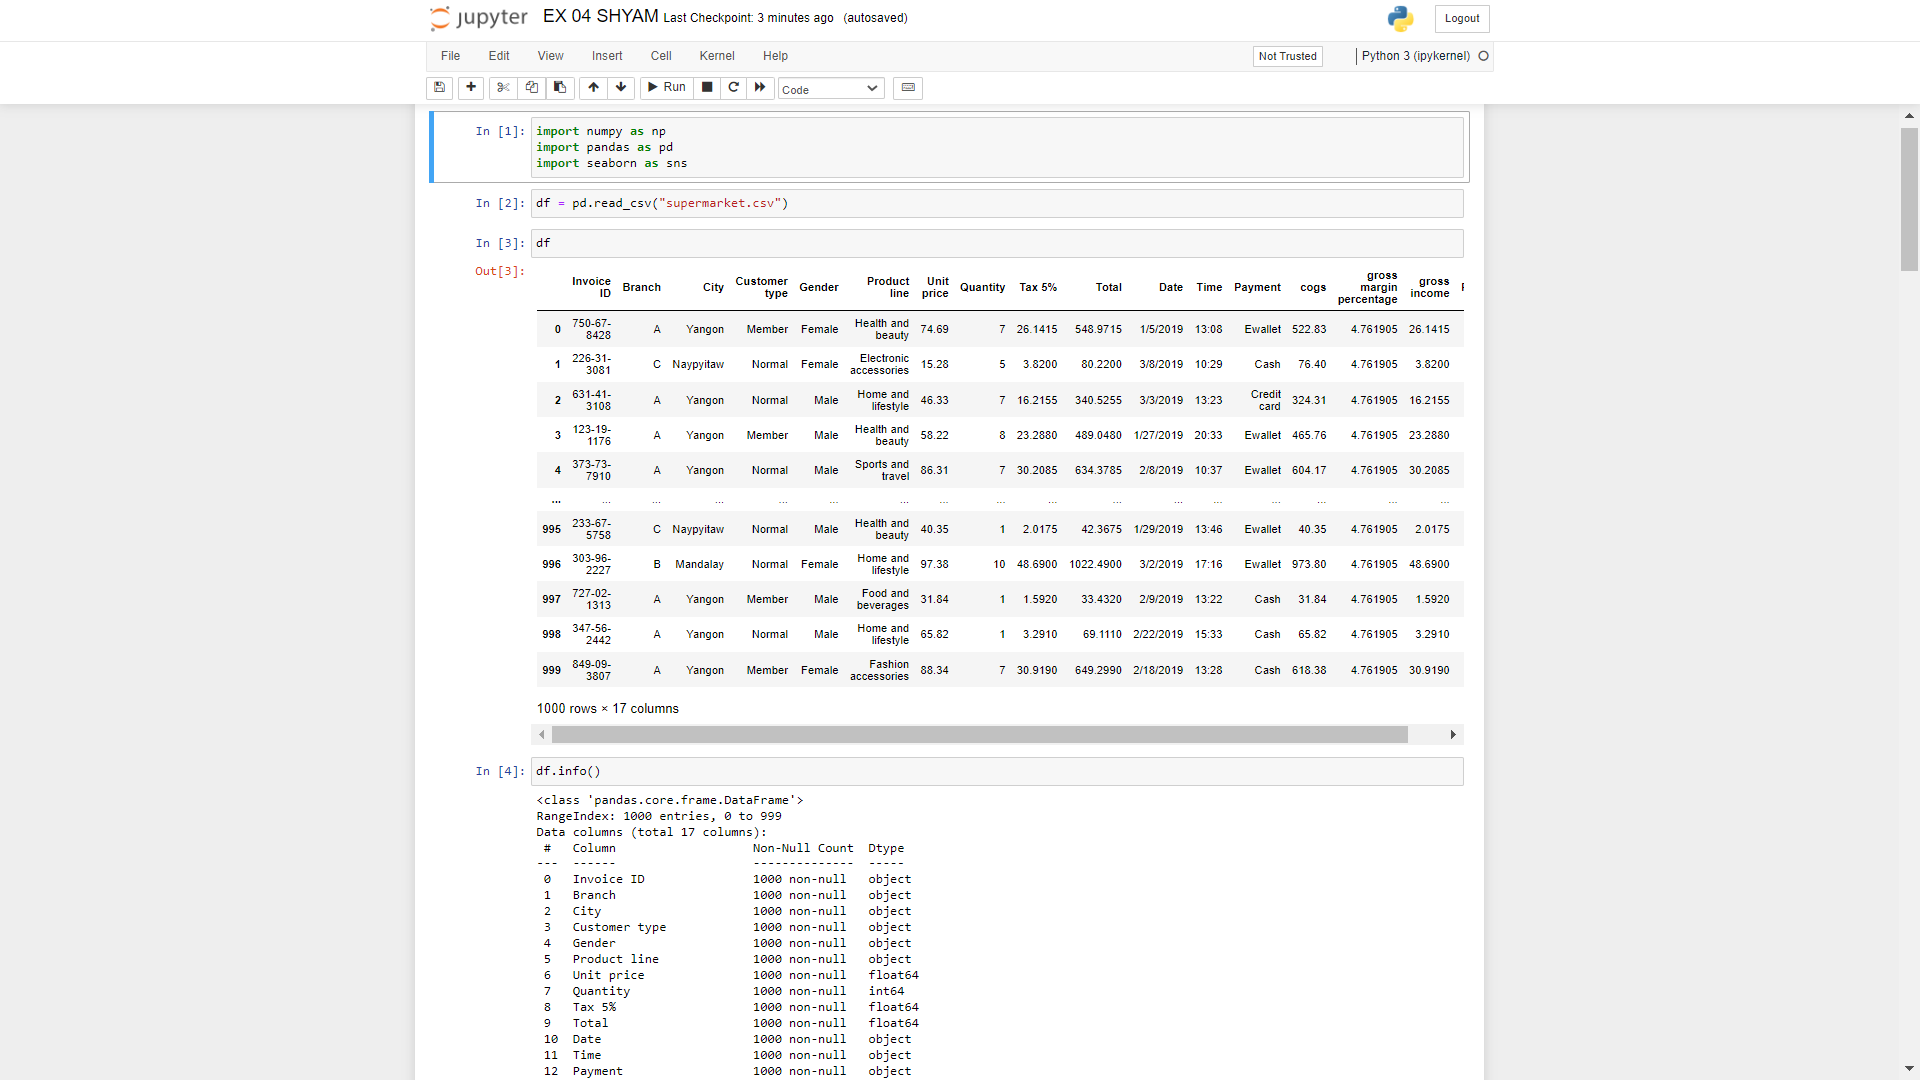 jupyter EX 04 SHYAM Last Checkpoint: 3 minutes ago (autosaved) Logout
File Edit View Insert Cell Kernel Help Not Trusted Python 3 (ipykernel)
Run Code
In [1]: import numpy as np
import pandas as pd
import seaborn as sns
In [2]: df = pd.read_csv("supermarket.csv")
In [3]: df
Out[3]:
Invoice ID Branch City Customer type Gender Product line Unit price Quantity Tax 5% Total Date Time Payment cogs gross margin percentage gross income
0 750-67-8428 A Yangon Member Female Health and beauty 74.69 7 26.1415 548.9715 1/5/2019 13:08 Ewallet 522.83 4.761905 26.1415
1 226-31-3081 C Naypyitaw Normal Female Electronic accessories 15.28 5 3.8200 80.2200 3/8/2019 10:29 Cash 76.40 4.761905 3.8200
2 631-41-3108 A Yangon Normal Male Home and lifestyle 46.33 7 16.2155 340.5255 3/3/2019 13:23 Credit card 324.31 4.761905 16.2155
3 123-19-1176 A Yangon Member Male Health and beauty 58.22 8 23.2880 489.0480 1/27/2019 20:33 Ewallet 465.76 4.761905 23.2880
4 373-73-7910 A Yangon Normal Male Sports and travel 86.31 7 30.2085 634.3785 2/8/2019 10:37 Ewallet 604.17 4.761905 30.2085
... ... ... ... ... ... ... ... ... ... ... ... ... ... ... ... ...
995 233-67-5758 C Naypyitaw Normal Male Health and beauty 40.35 1 2.0175 42.3675 1/29/2019 13:46 Ewallet 40.35 4.761905 2.0175
996 303-96-2227 B Mandalay Normal Female Home and lifestyle 97.38 10 48.6900 1022.4900 3/2/2019 17:16 Ewallet 973.80 4.761905 48.6900
997 727-02-1313 A Yangon Member Male Food and beverages 31.84 1 1.5920 33.4320 2/9/2019 13:22 Cash 31.84 4.761905 1.5920
998 347-56-2442 A Yangon Normal Male Home and lifestyle 65.82 1 3.2910 69.1110 2/22/2019 15:33 Cash 65.82 4.761905 3.2910
999 849-09-3807 A Yangon Member Female Fashion accessories 88.34 7 30.9190 649.2990 2/18/2019 13:28 Cash 618.38 4.761905 30.9190
1000 rows × 17 columns
In [4]: df.info()
<class 'pandas.core.frame.DataFrame'>
RangeIndex: 1000 entries, 0 to 999
Data columns (total 17 columns):
# Column Non-Null Count Dtype
--- ------ -------------- -----
0 Invoice ID 1000 non-null object
1 Branch 1000 non-null object
2 City 1000 non-null object
3 Customer type 1000 non-null object
4 Gender 1000 non-null object
5 Product line 1000 non-null object
6 Unit price 1000 non-null float64
7 Quantity 1000 non-null int64
8 Tax 5% 1000 non-null float64
9 Total 1000 non-null float64
10 Date 1000 non-null object
11 Time 1000 non-null object
12 Payment 1000 non-null object